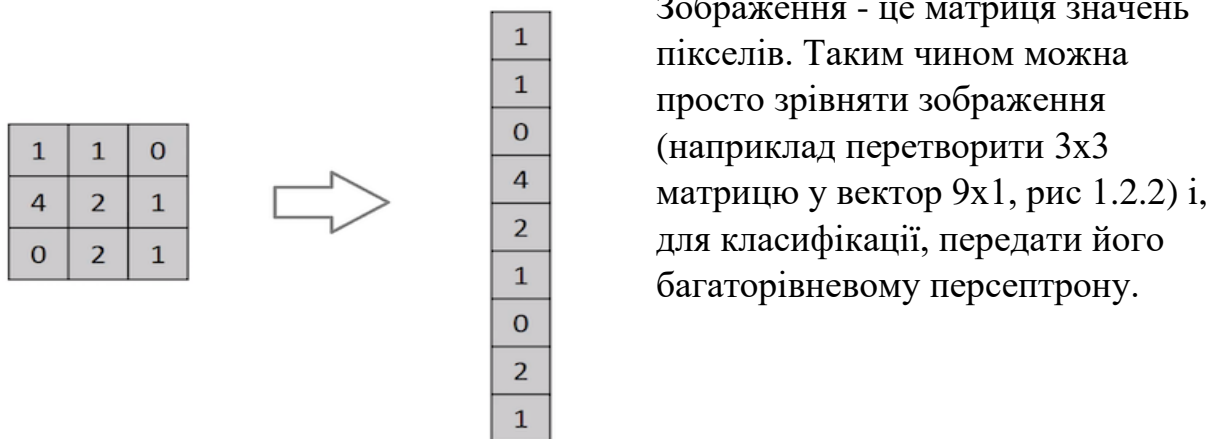 1 1 0
4 2 1
0 2 1
1
1
0
4
2
1
0
2
1
Зображення - це матриця значень
пікселів. Таким чином можна
просто зрівняти зображення
(наприклад перетворити 3х3
матрицю у вектор 9х1, рис 1.2.2) і,
для класифікації, передати його
багаторівневому персептрону.